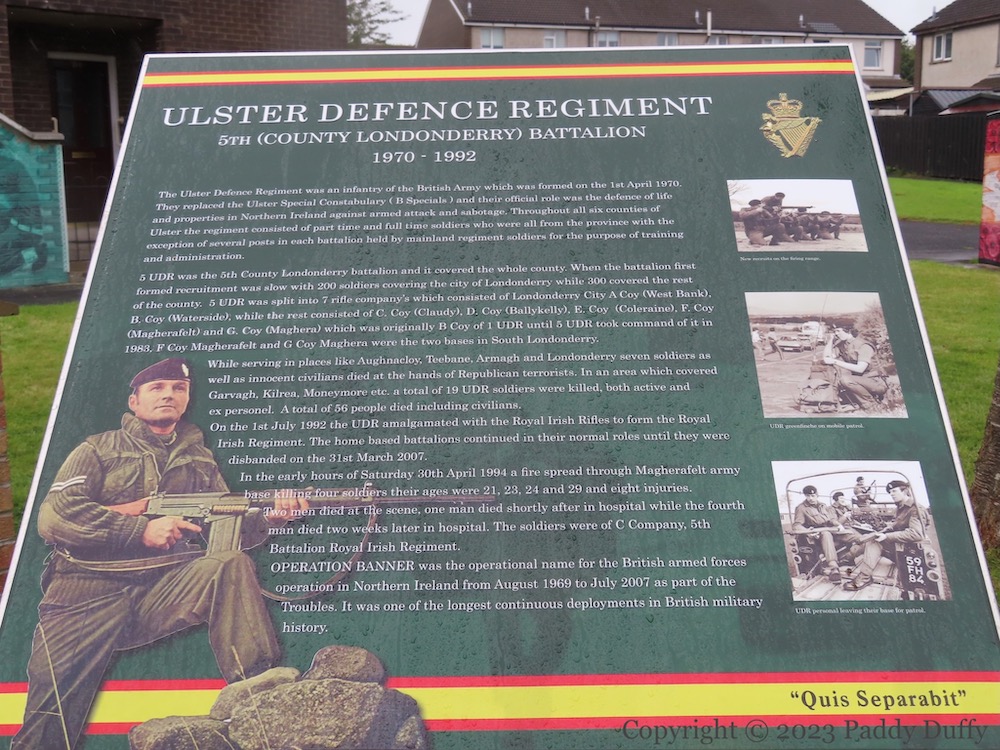 ULSTER DEFENCE REGIMENT
5TH (COUNTY LONDONDERRY) BATTALION
1970 - 1992
The Ulster Defence Regiment was an infantry of the British Army which was formed on the 1st April 1970.
They replaced the Ulster Special Constabulary ( B Specials ) and their official role was the defence of life
and properties in Northern Ireland against armed attack and sabotage. Throughout all six counties of
Ulster the regiment consisted of part time and full time soldiers who were all from the province with the
exception of several posts in each battalion held by mainland regiment soldiers for the purpose of training
and administration.
5 UDR was the 5th County Londonderry battalion and it covered the whole county. When the battalion first
formed recruitment was slow with 200 soldiers covering the city of Londonderry while 300 covered the rest
of the county. 5 UDR was split into 7 rifle company's which consisted of Londonderry City A Coy (West Bank),
B. Coy (Waterside), while the rest consisted of C. Coy (Claudy), D. Coy (Ballykelly), E. Coy (Coleraine), F. Coy
(Magherafelt) and G. Coy (Maghera) which was originally B Coy of 1 UDR until 5 UDR took command of it in
1983, F Coy Magherafelt and G Coy Maghera were the two bases in South Londonderry.
While serving in places like Aughnacloy, Teebane, Armagh and Londonderry seven soldiers as
well as innocent civilians died at the hands of Republican terrorists. In an area which covered
Garvagh, Kilrea, Moneymore etc. a total of 19 UDR soldiers were killed, both active and
ex personel. A total of 56 people died including civilians.
On the 1st July 1992 the UDR amalgamated with the Royal Irish Rifles to form the Royal
Irish Regiment. The home based battalions continued in their normal roles until they were
disbanded on the 31st March 2007.
In the early hours of Saturday 30th April 1994 a fire spread through Magherafelt army
base killing four soldiers their ages were 21, 23, 24 and 29 and eight injuries.
Two men died at the scene, one man died shortly after in hospital while the fourth
man died two weeks later in hospital. The soldiers were of C Company, 5th
Battalion Royal Irish Regiment.
OPERATION BANNER was the operational name for the British armed forces
operation in Northern Ireland from August 1969 to July 2007 as part of the
Troubles. It was one of the longest continuous deployments in British military
history.
New recruits on the firing range.
UDR greenfinche on mobile patrol.
59
FH
84
UDR personal leaving their base for patrol.
"Quis Separabit"
Copyright © 2023 Paddy Duffy